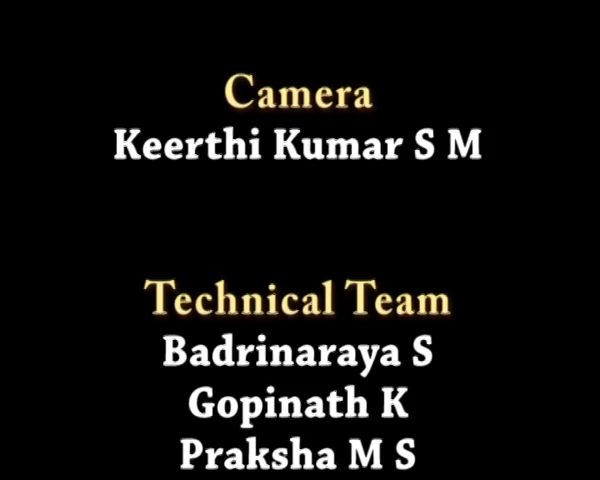 Camera
Keerthi Kumar S M
Technical Team
Badrinaraya S
Gopinath K
Praksha M S